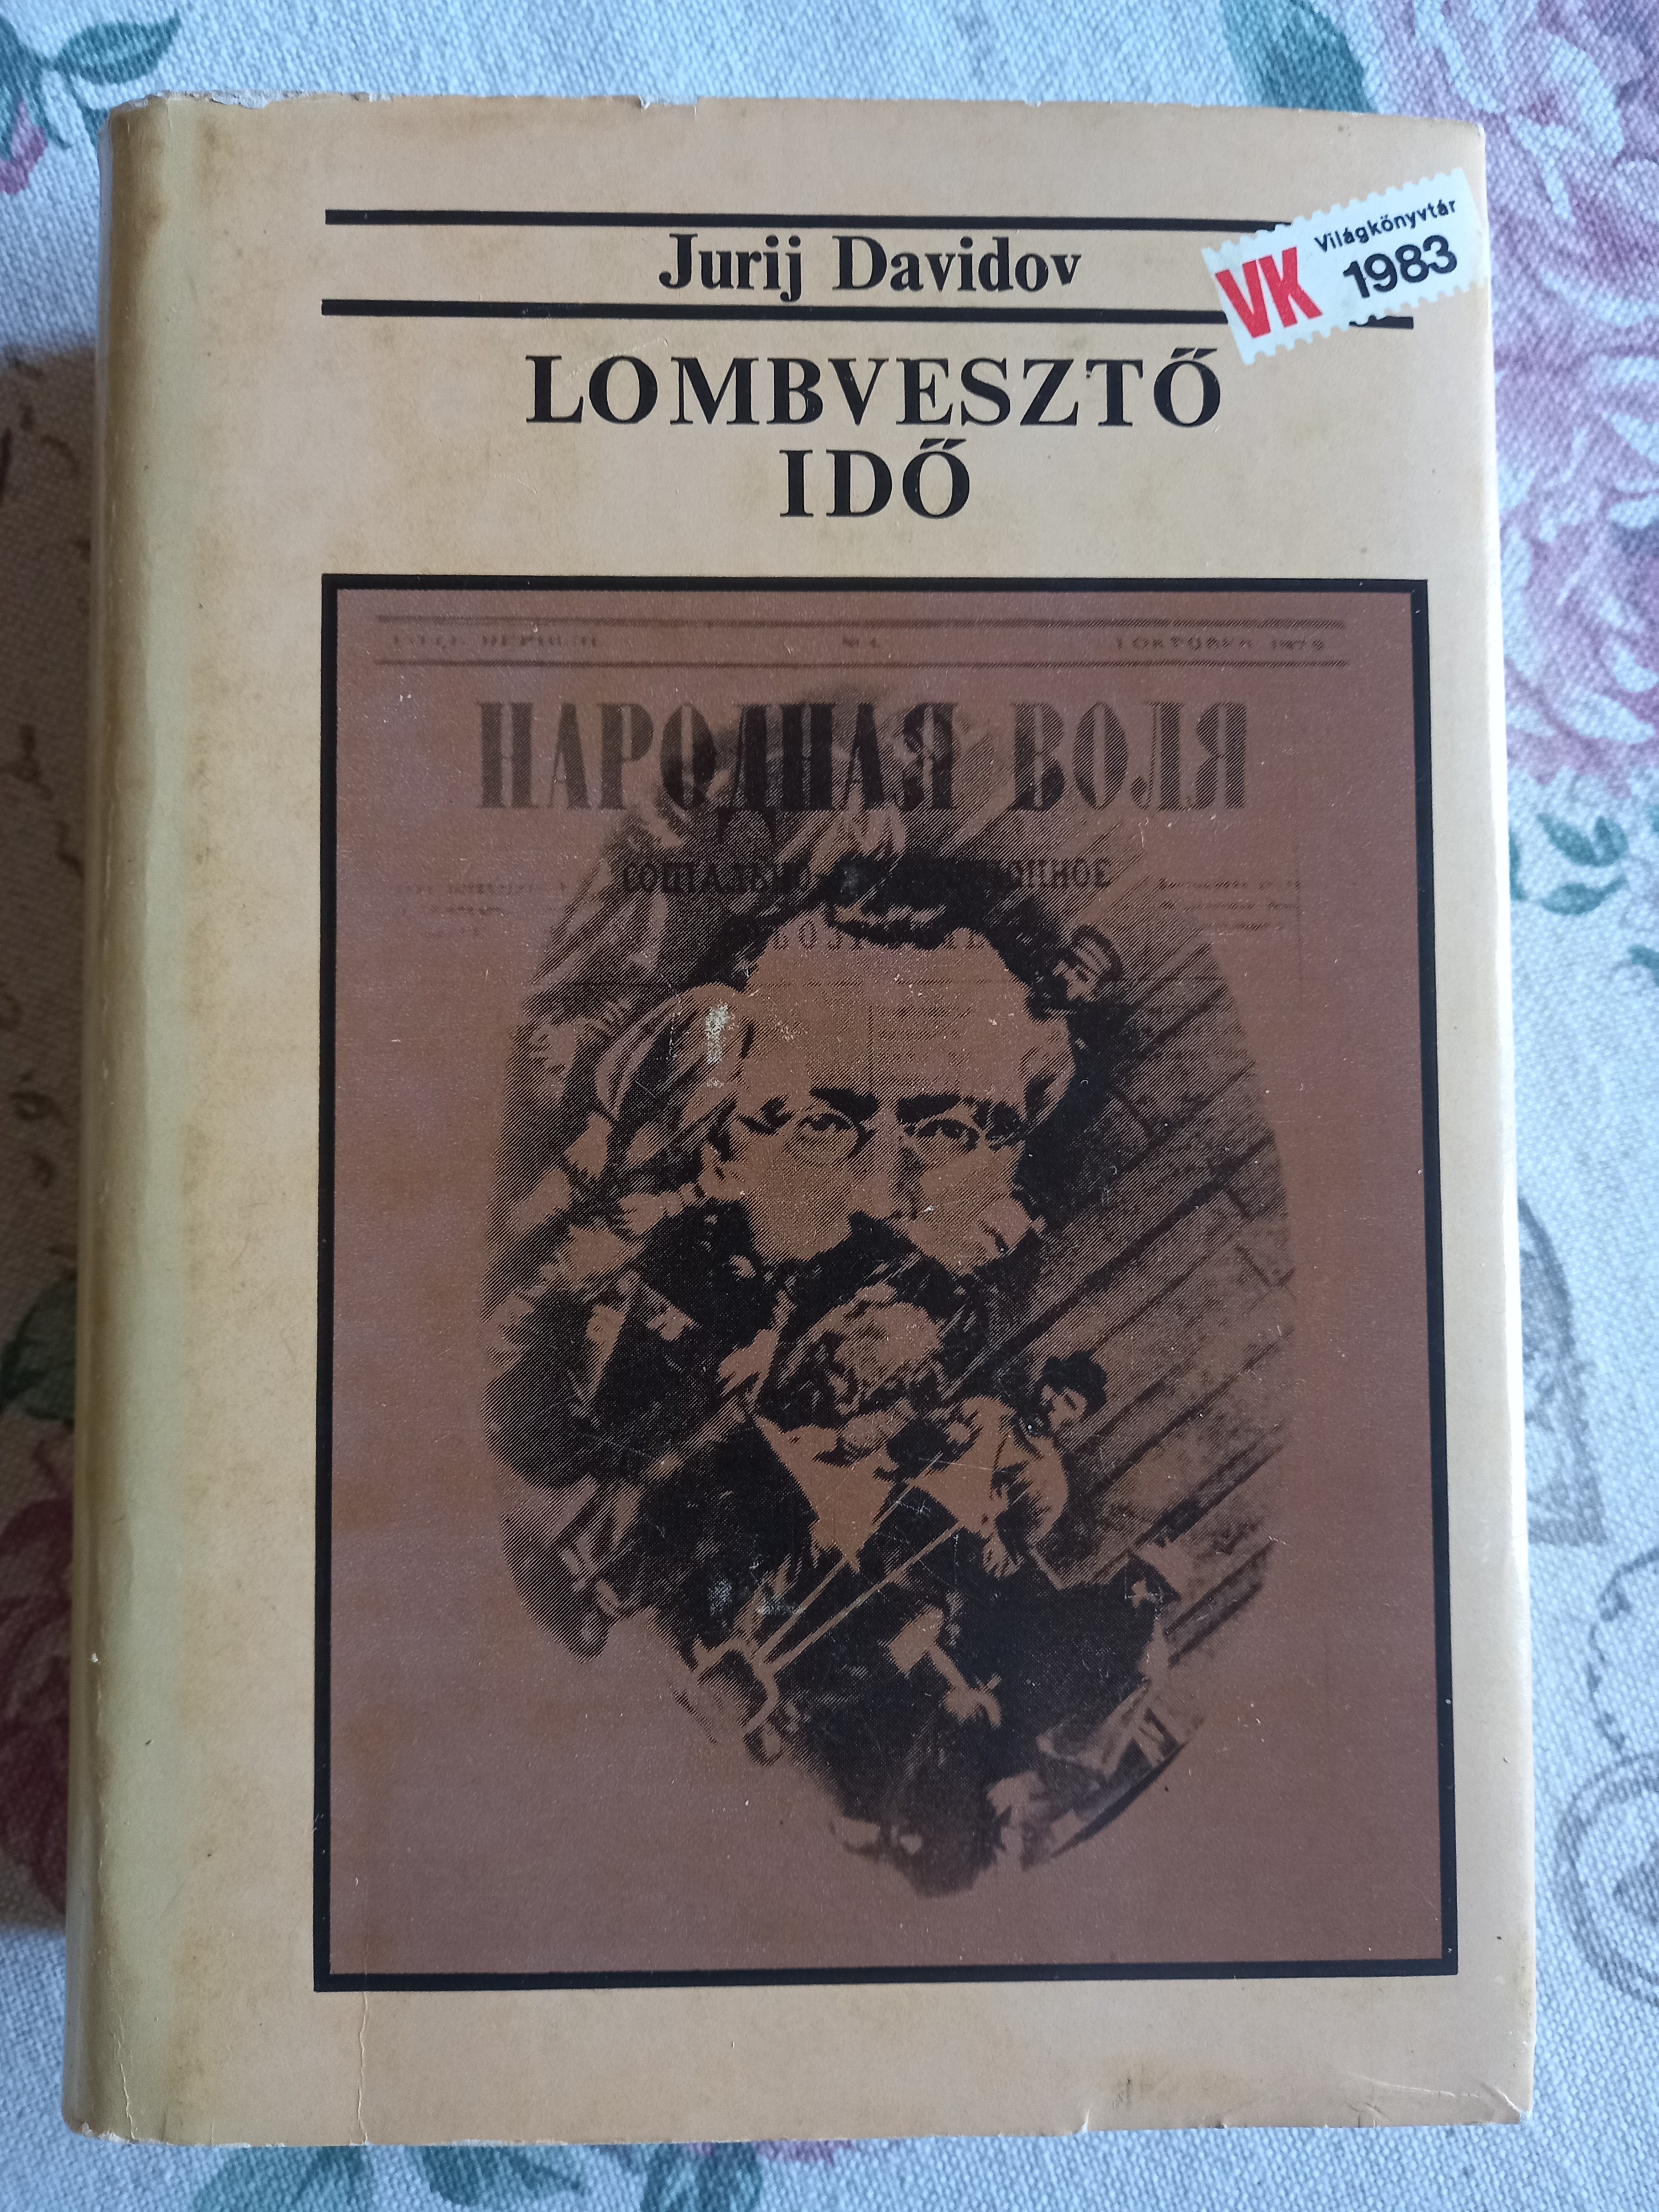 Jurij Davidov
VK Világkönyvtár
1983
LOMBVESZTŐ
IDŐ
НАРОДНАЯ ВОЛЯ